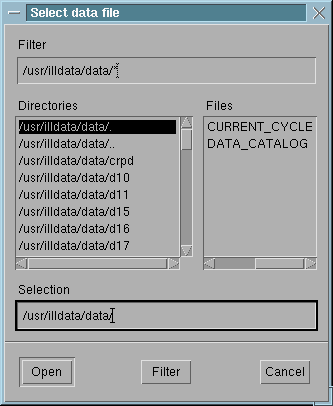 Select data file
Filter
/usr/illdata/data/*
Directories
Files
/usr/illdata/data/.
/usr/illdata/data/..
/usr/illdata/data/crpd
/usr/illdata/data/d10
/usr/illdata/data/d11
/usr/illdata/data/d15
/usr/illdata/data/d16
/usr/illdata/data/d17
CURRENT_CYCLE
DATA_CATALOG
Selection
/usr/illdata/data/
Open
Filter
Cancel